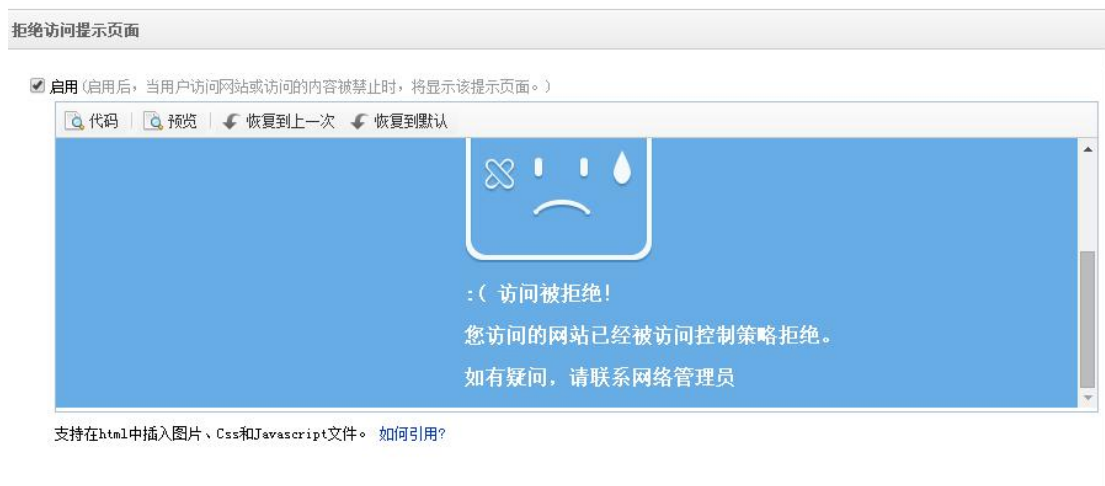 拒绝访问提示页面
启用(启用后，当用户访问网站或访问的内容被禁止时，将显示该提示页面。)
代码 预览 恢复到上一次 恢复到默认
:( 访问被拒绝!
您访问的网站已经被访问控制策略拒绝。
如有疑问，请联系网络管理员
支持在html中插入图片、Css和Javascript文件。 如何引用?